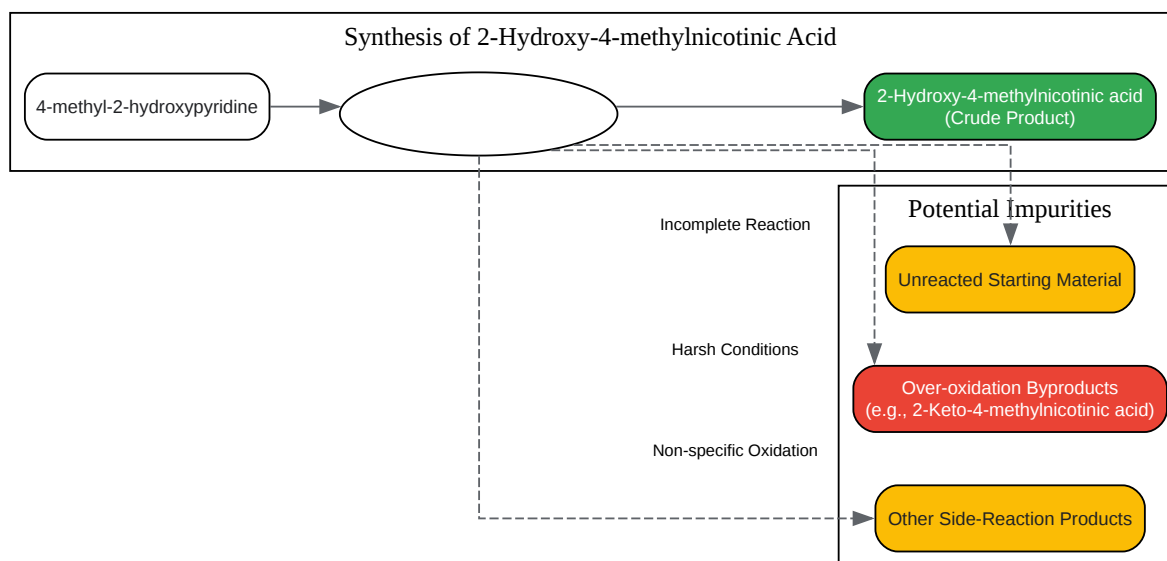 Synthesis of 2-Hydroxy-4-methylnicotinic Acid
4-methyl-2-hydroxypyridine
2-Hydroxy-4-methylnicotinic acid
(Crude Product)
Potential Impurities
Incomplete Reaction
Unreacted Starting Material
Harsh Conditions
Over-oxidation Byproducts
(e.g., 2-Keto-4-methylnicotinic acid)
Non-specific Oxidation
Other Side-Reaction Products